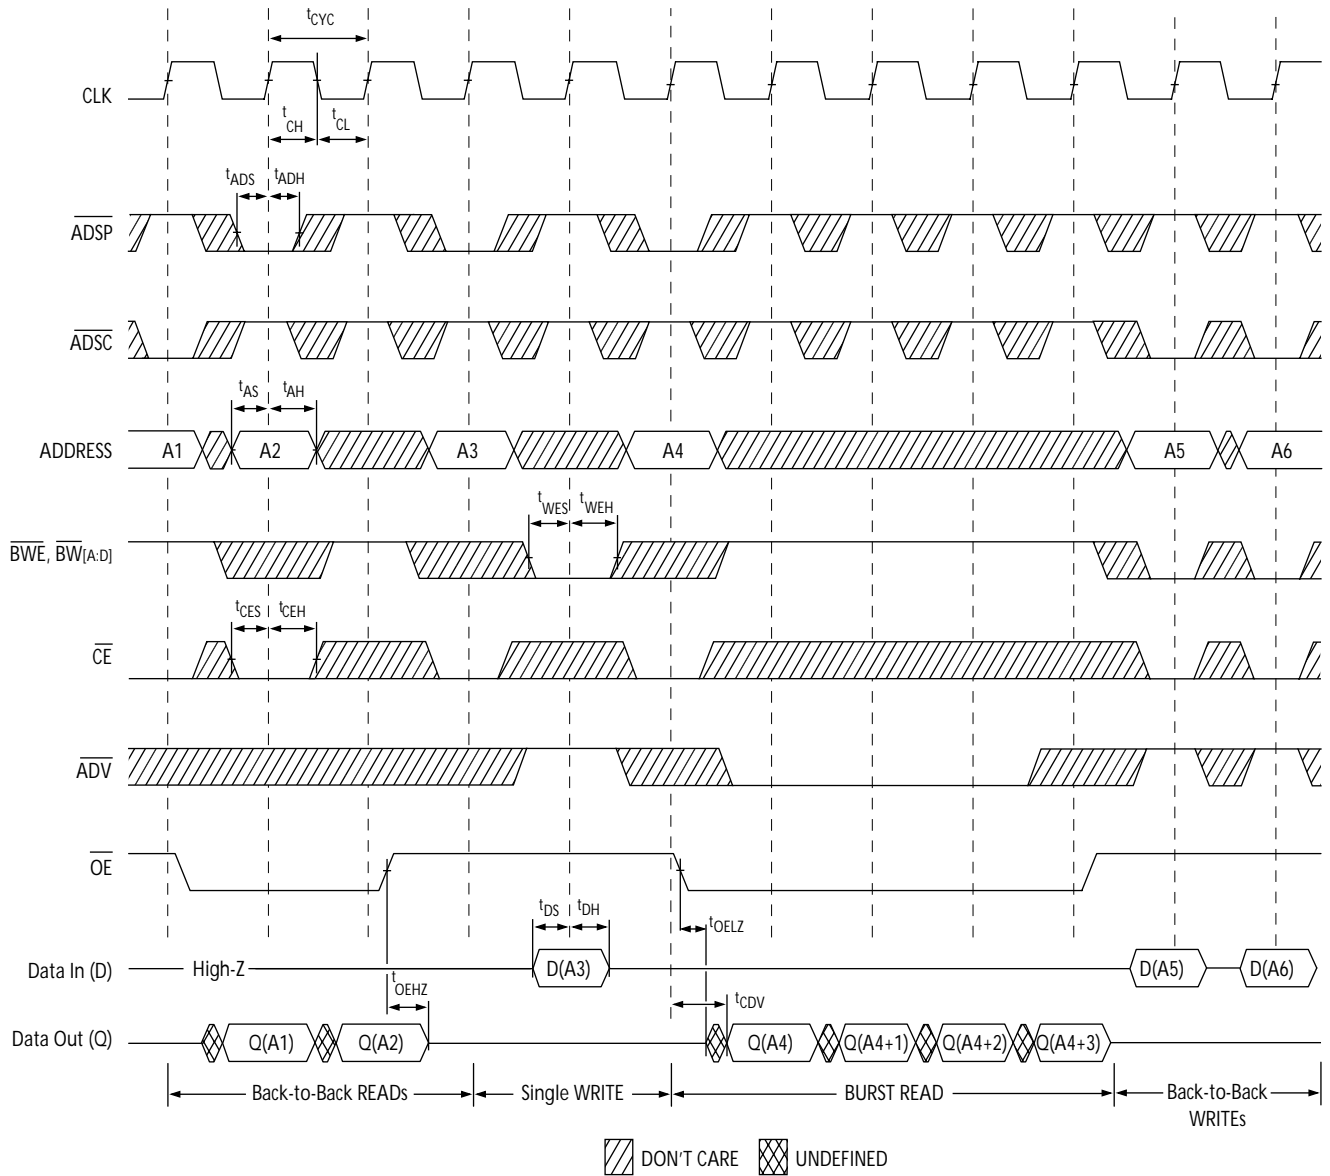 tCYC
CLK
tCH
tCL
tADS
tADH
ADSP
ADSC
tAS
tAH
ADDRESS
A1
A2
A3
A4
A5
A6
tWES
tWEH
BWE, BW[A:D]
tCES
tCEH
CE
ADV
OE
tDS
tDH
tOELZ
Data In (D)
High-Z
D(A3)
D(A5)
D(A6)
tOEHZ
tCDV
Data Out (Q)
Q(A1)
Q(A2)
Q(A4)
Q(A4+1)
Q(A4+2)
Q(A4+3)
Back-to-Back READs
Single WRITE
BURST READ
Back-to-Back
WRITEs
DON'T CARE
UNDEFINED